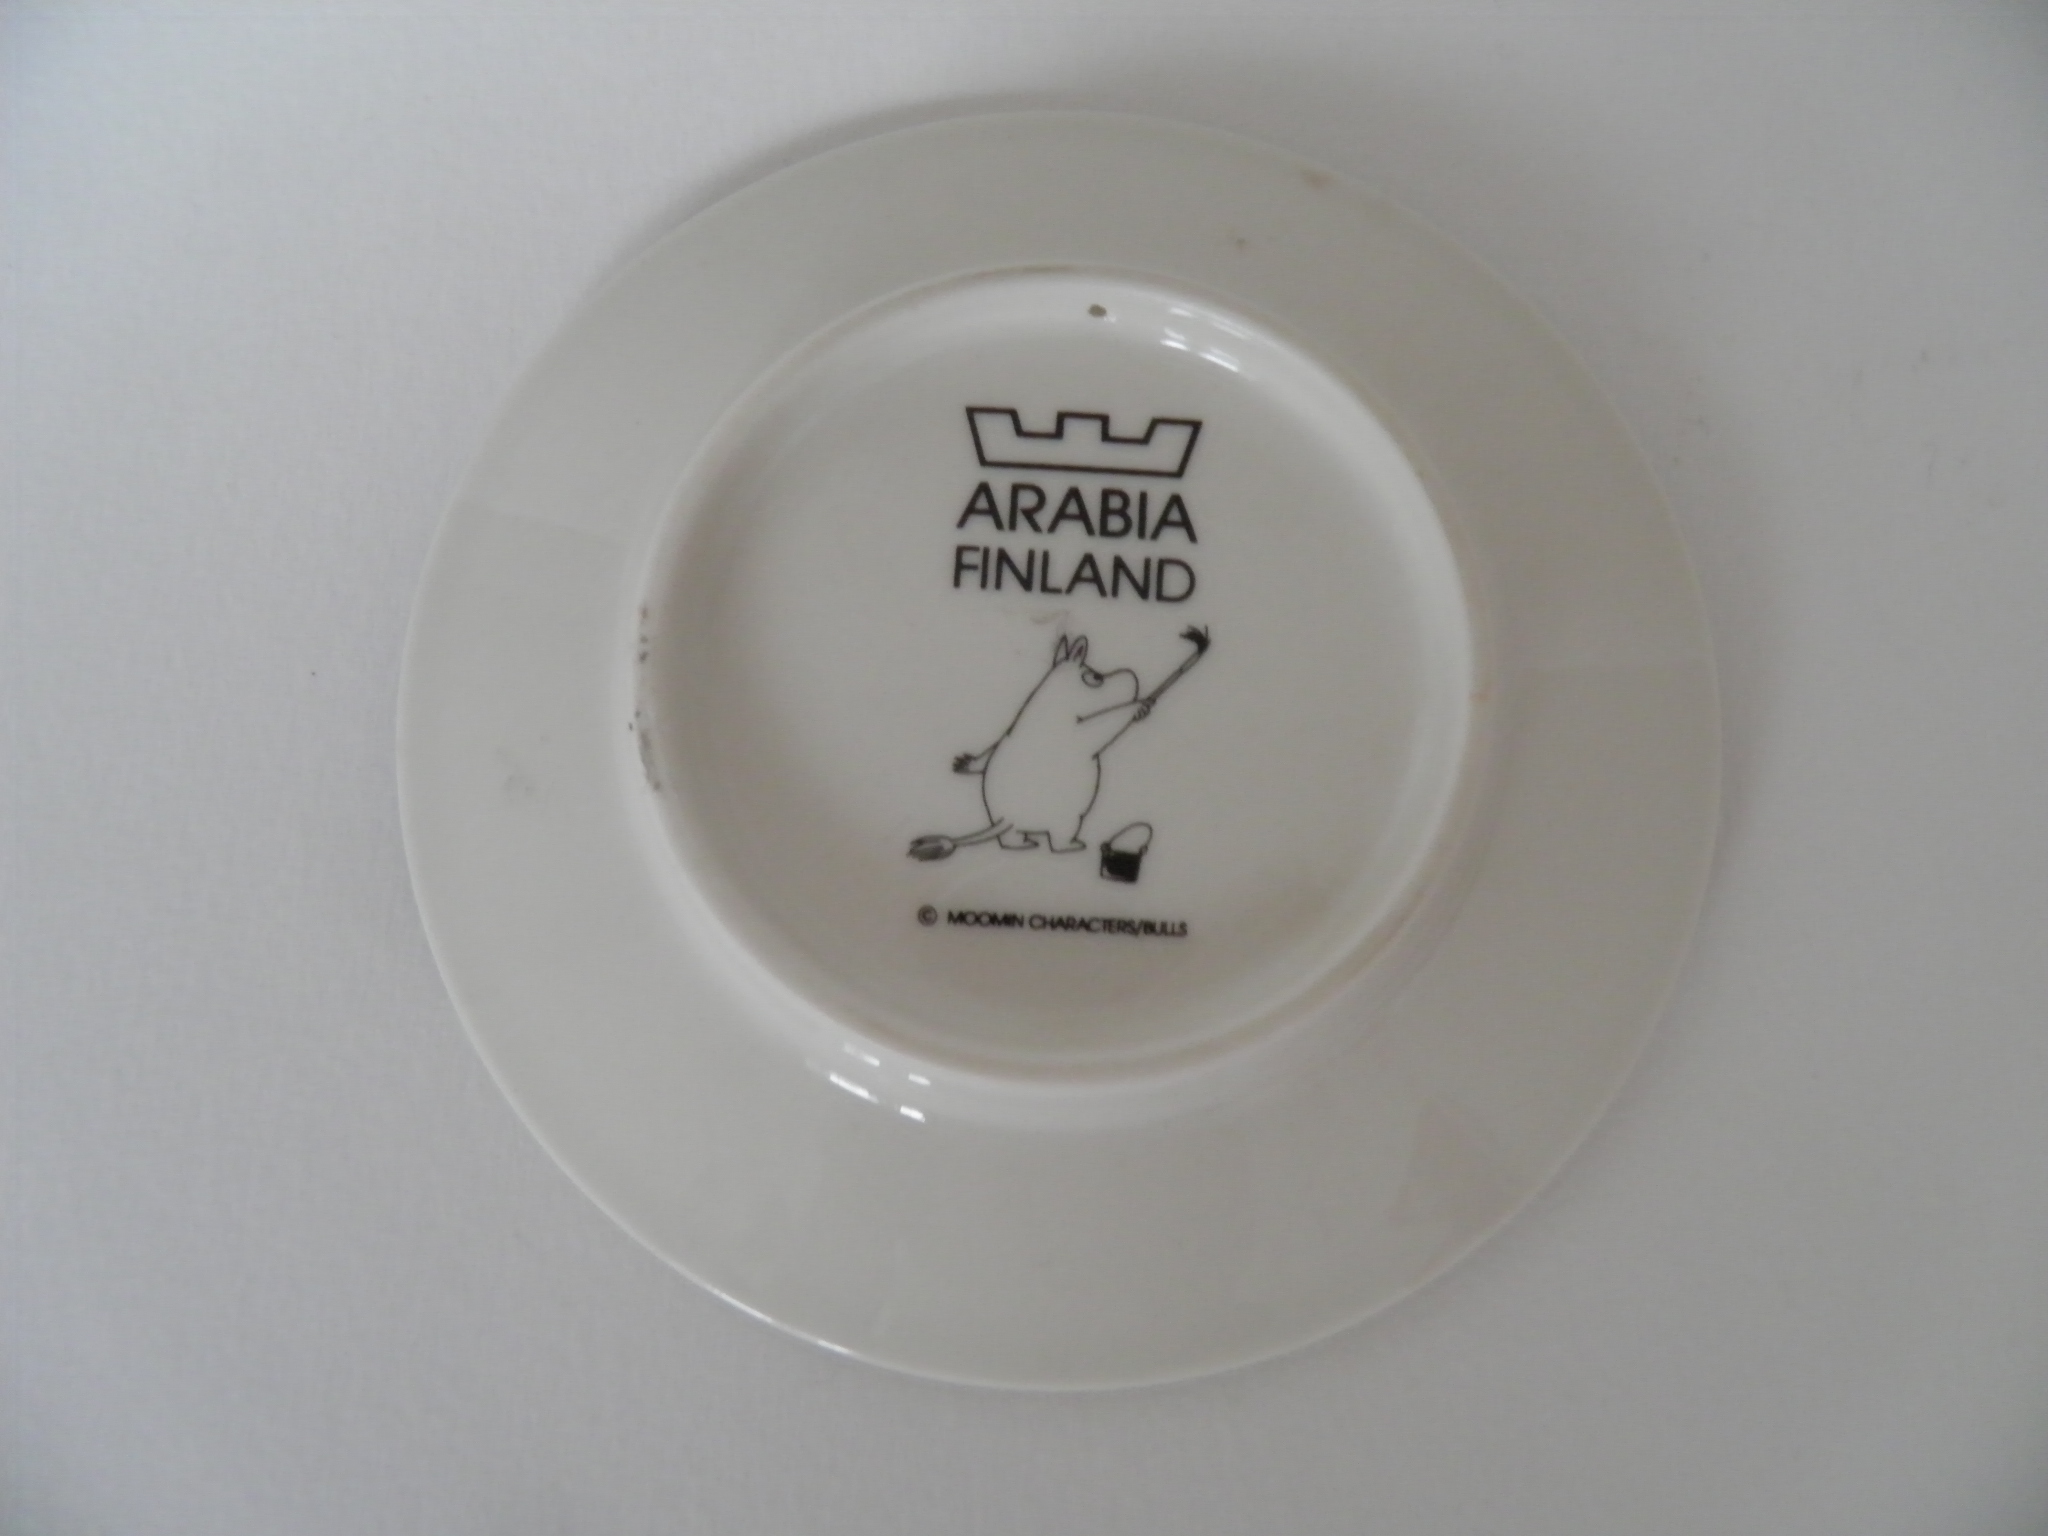 ARABIA
FINLAND
© MOOMIN CHARACTERS/BULLS